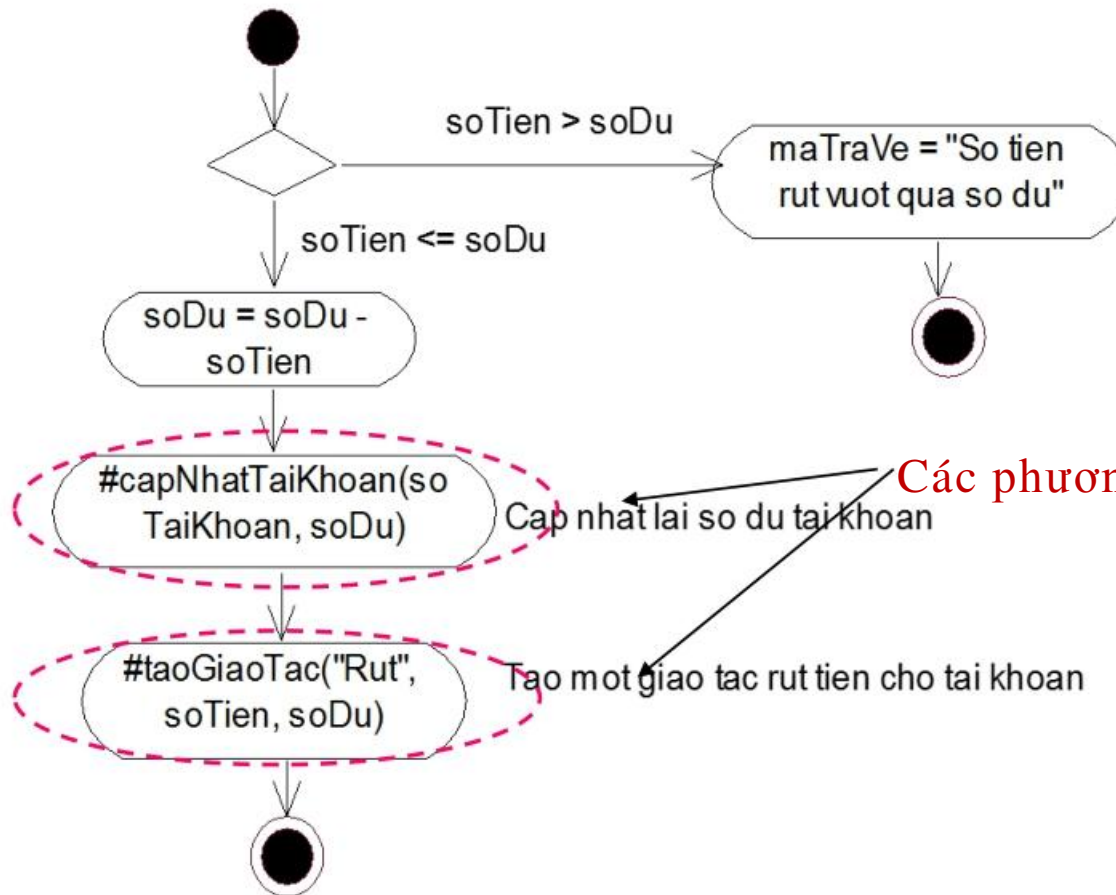 soTien > soDu
maTraVe = "So tien
rut vuot qua so du"
soTien <= soDu
soDu = soDu -
soTien
#capNhatTaiKhoan(so
TaiKhoan, soDu)
Các
Cap nhat lai so du tai khoan
#taoGiaoTac("Rut",
soTien, soDu)
Tao mot giao tac rut tien cho tai khoan